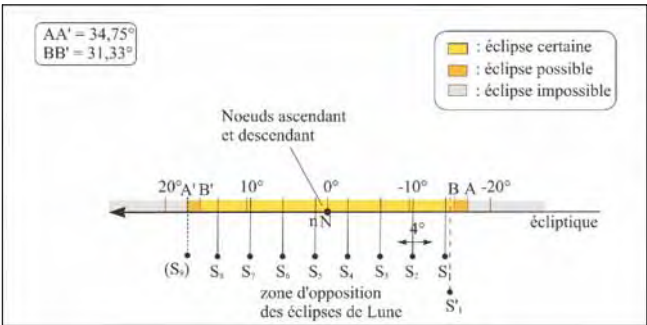 AA' = 34,75°
BB' = 31,33°
: éclipse certaine
: éclipse possible
: éclipse impossible
Noeuds ascendant
et descendant
20° A' B' 10° 0° -10° B A -20°
n N
4°
écliptique
(S₉) S₈ S₇ S₆ S₅ S₄ S₃ S₂ S₁
zone d'opposition
des éclipses de Lune
S'₁